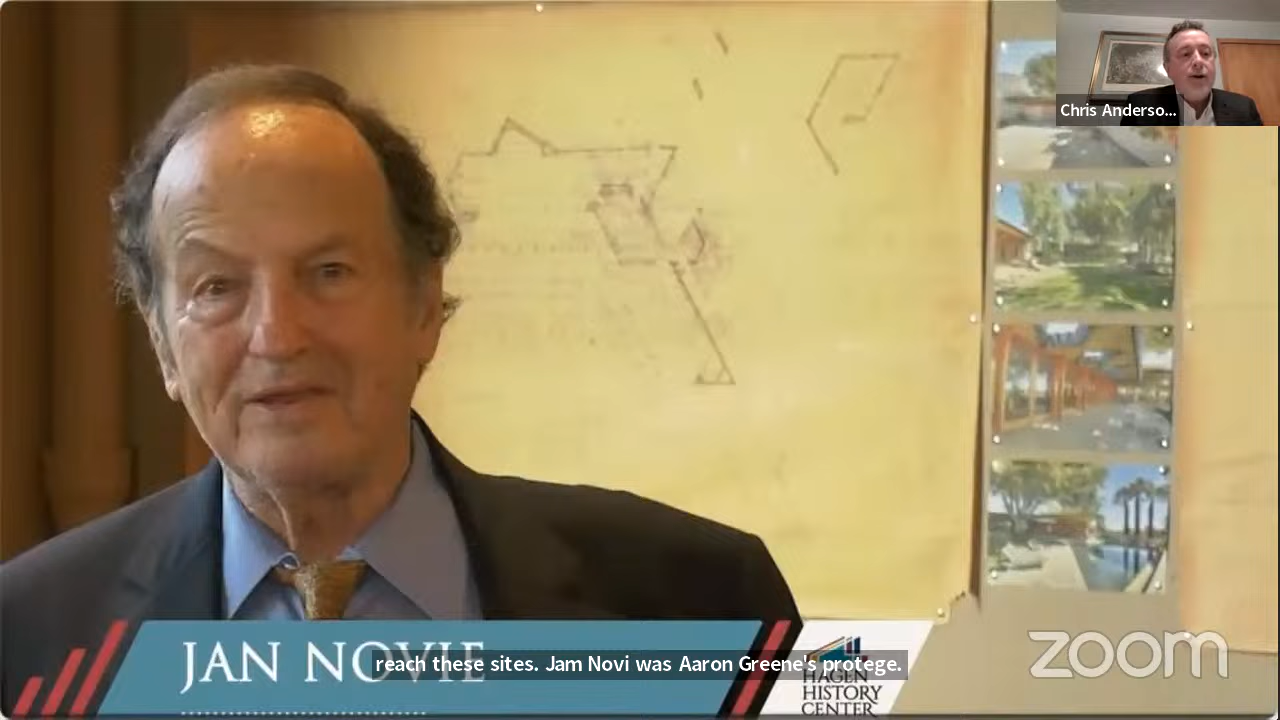 Chris Anderso...
JAN NOVIE
reach these sites. Jam Novi was Aaron Greene's protege.
HAGEN
HISTORY
CENTER
zoom